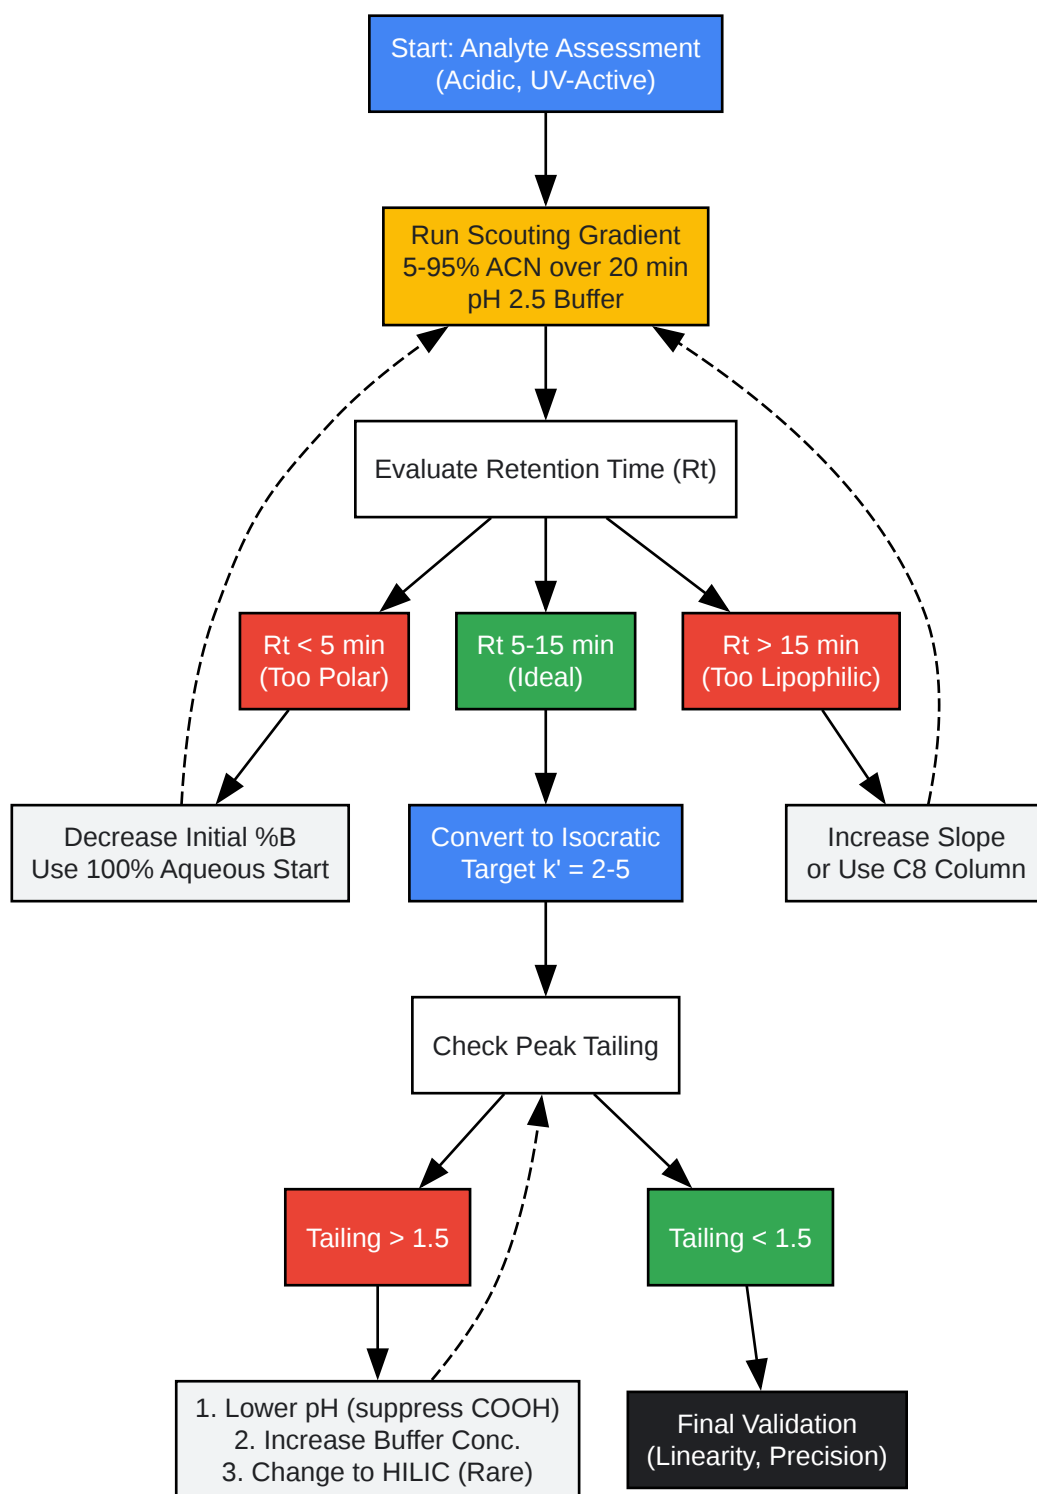 Start: Analyte Assessment
(Acidic, UV-Active)
Run Scouting Gradient
5-95% ACN over 20 min
pH 2.5 Buffer
Evaluate Retention Time (Rt)
Rt < 5 min
(Too Polar)
Rt 5-15 min
(Ideal)
Rt > 15 min
(Too Lipophilic)
Decrease Initial %B
Use 100% Aqueous Start
Convert to Isocratic
Target k' = 2-5
Increase Slope
or Use C8 Column
Check Peak Tailing
Tailing > 1.5
Tailing < 1.5
1. Lower pH (suppress COOH)
2. Increase Buffer Conc.
3. Change to HILIC (Rare)
Final Validation
(Linearity, Precision)